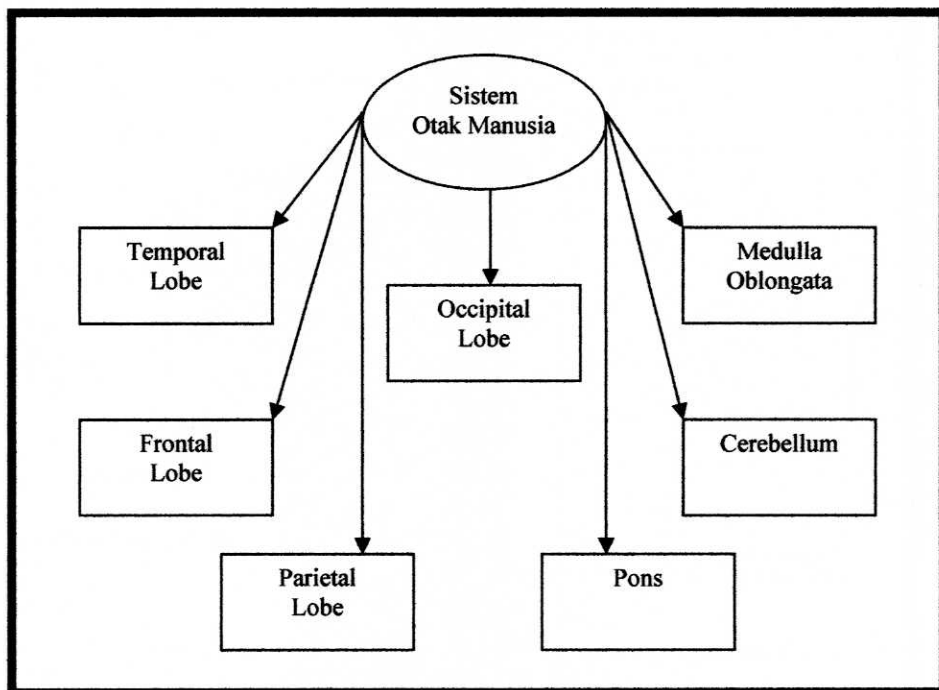 Sistem
Otak Manusia
Temporal
Lobe
Medulla
Oblongata
Occipital
Lobe
Frontal
Lobe
Cerebellum
Parietal
Lobe
Pons